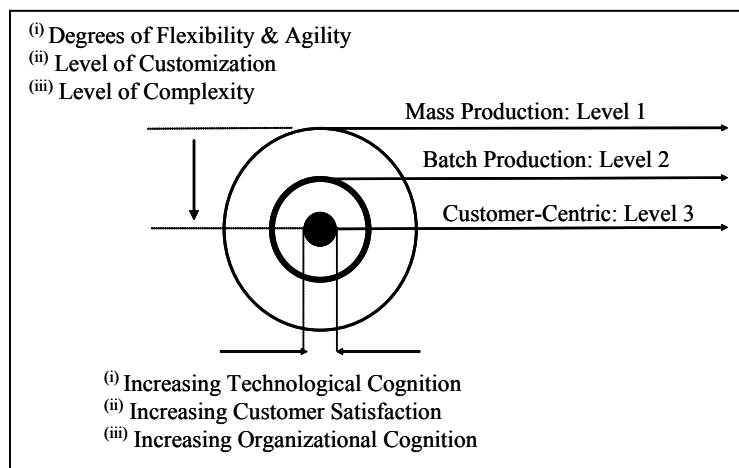 (i) Degrees of Flexibility & Agility
(ii) Level of Customization
(iii) Level of Complexity
Mass Production: Level 1
Batch Production: Level 2
Customer-Centric: Level 3
(i) Increasing Technological Cognition
(ii) Increasing Customer Satisfaction
(iii) Increasing Organizational Cognition